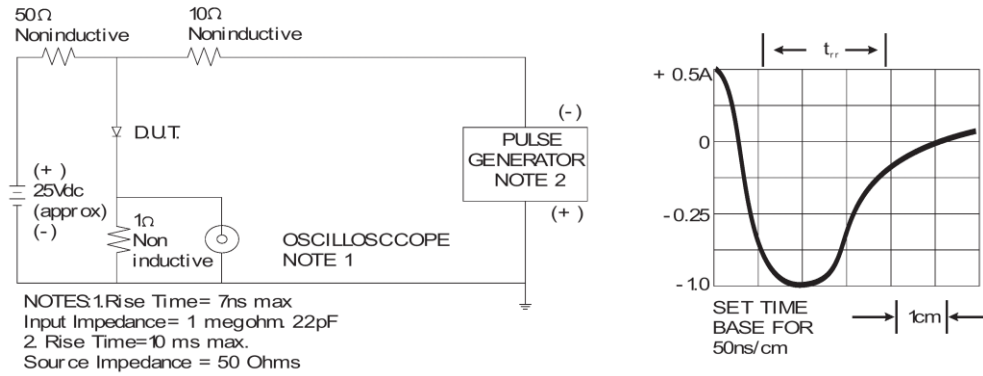 50Ω
Noninductive
10Ω
Noninductive
D.U.T.
(+)
25Vdc
(approx)
(-)
1Ω
Non
inductive
OSCILLOSCCOPE
NOTE 1
(-)
PULSE
GENERATOR
NOTE 2
(+)
NOTES:1.Rise Time= 7ns max
Input Impedance= 1 megohm. 22pF
2. Rise Time=10 ms max.
Source Impedance = 50 Ohms
trr
+ 0.5A
0
-0.25
-1.0
SET TIME
BASE FOR
50ns/cm
1cm